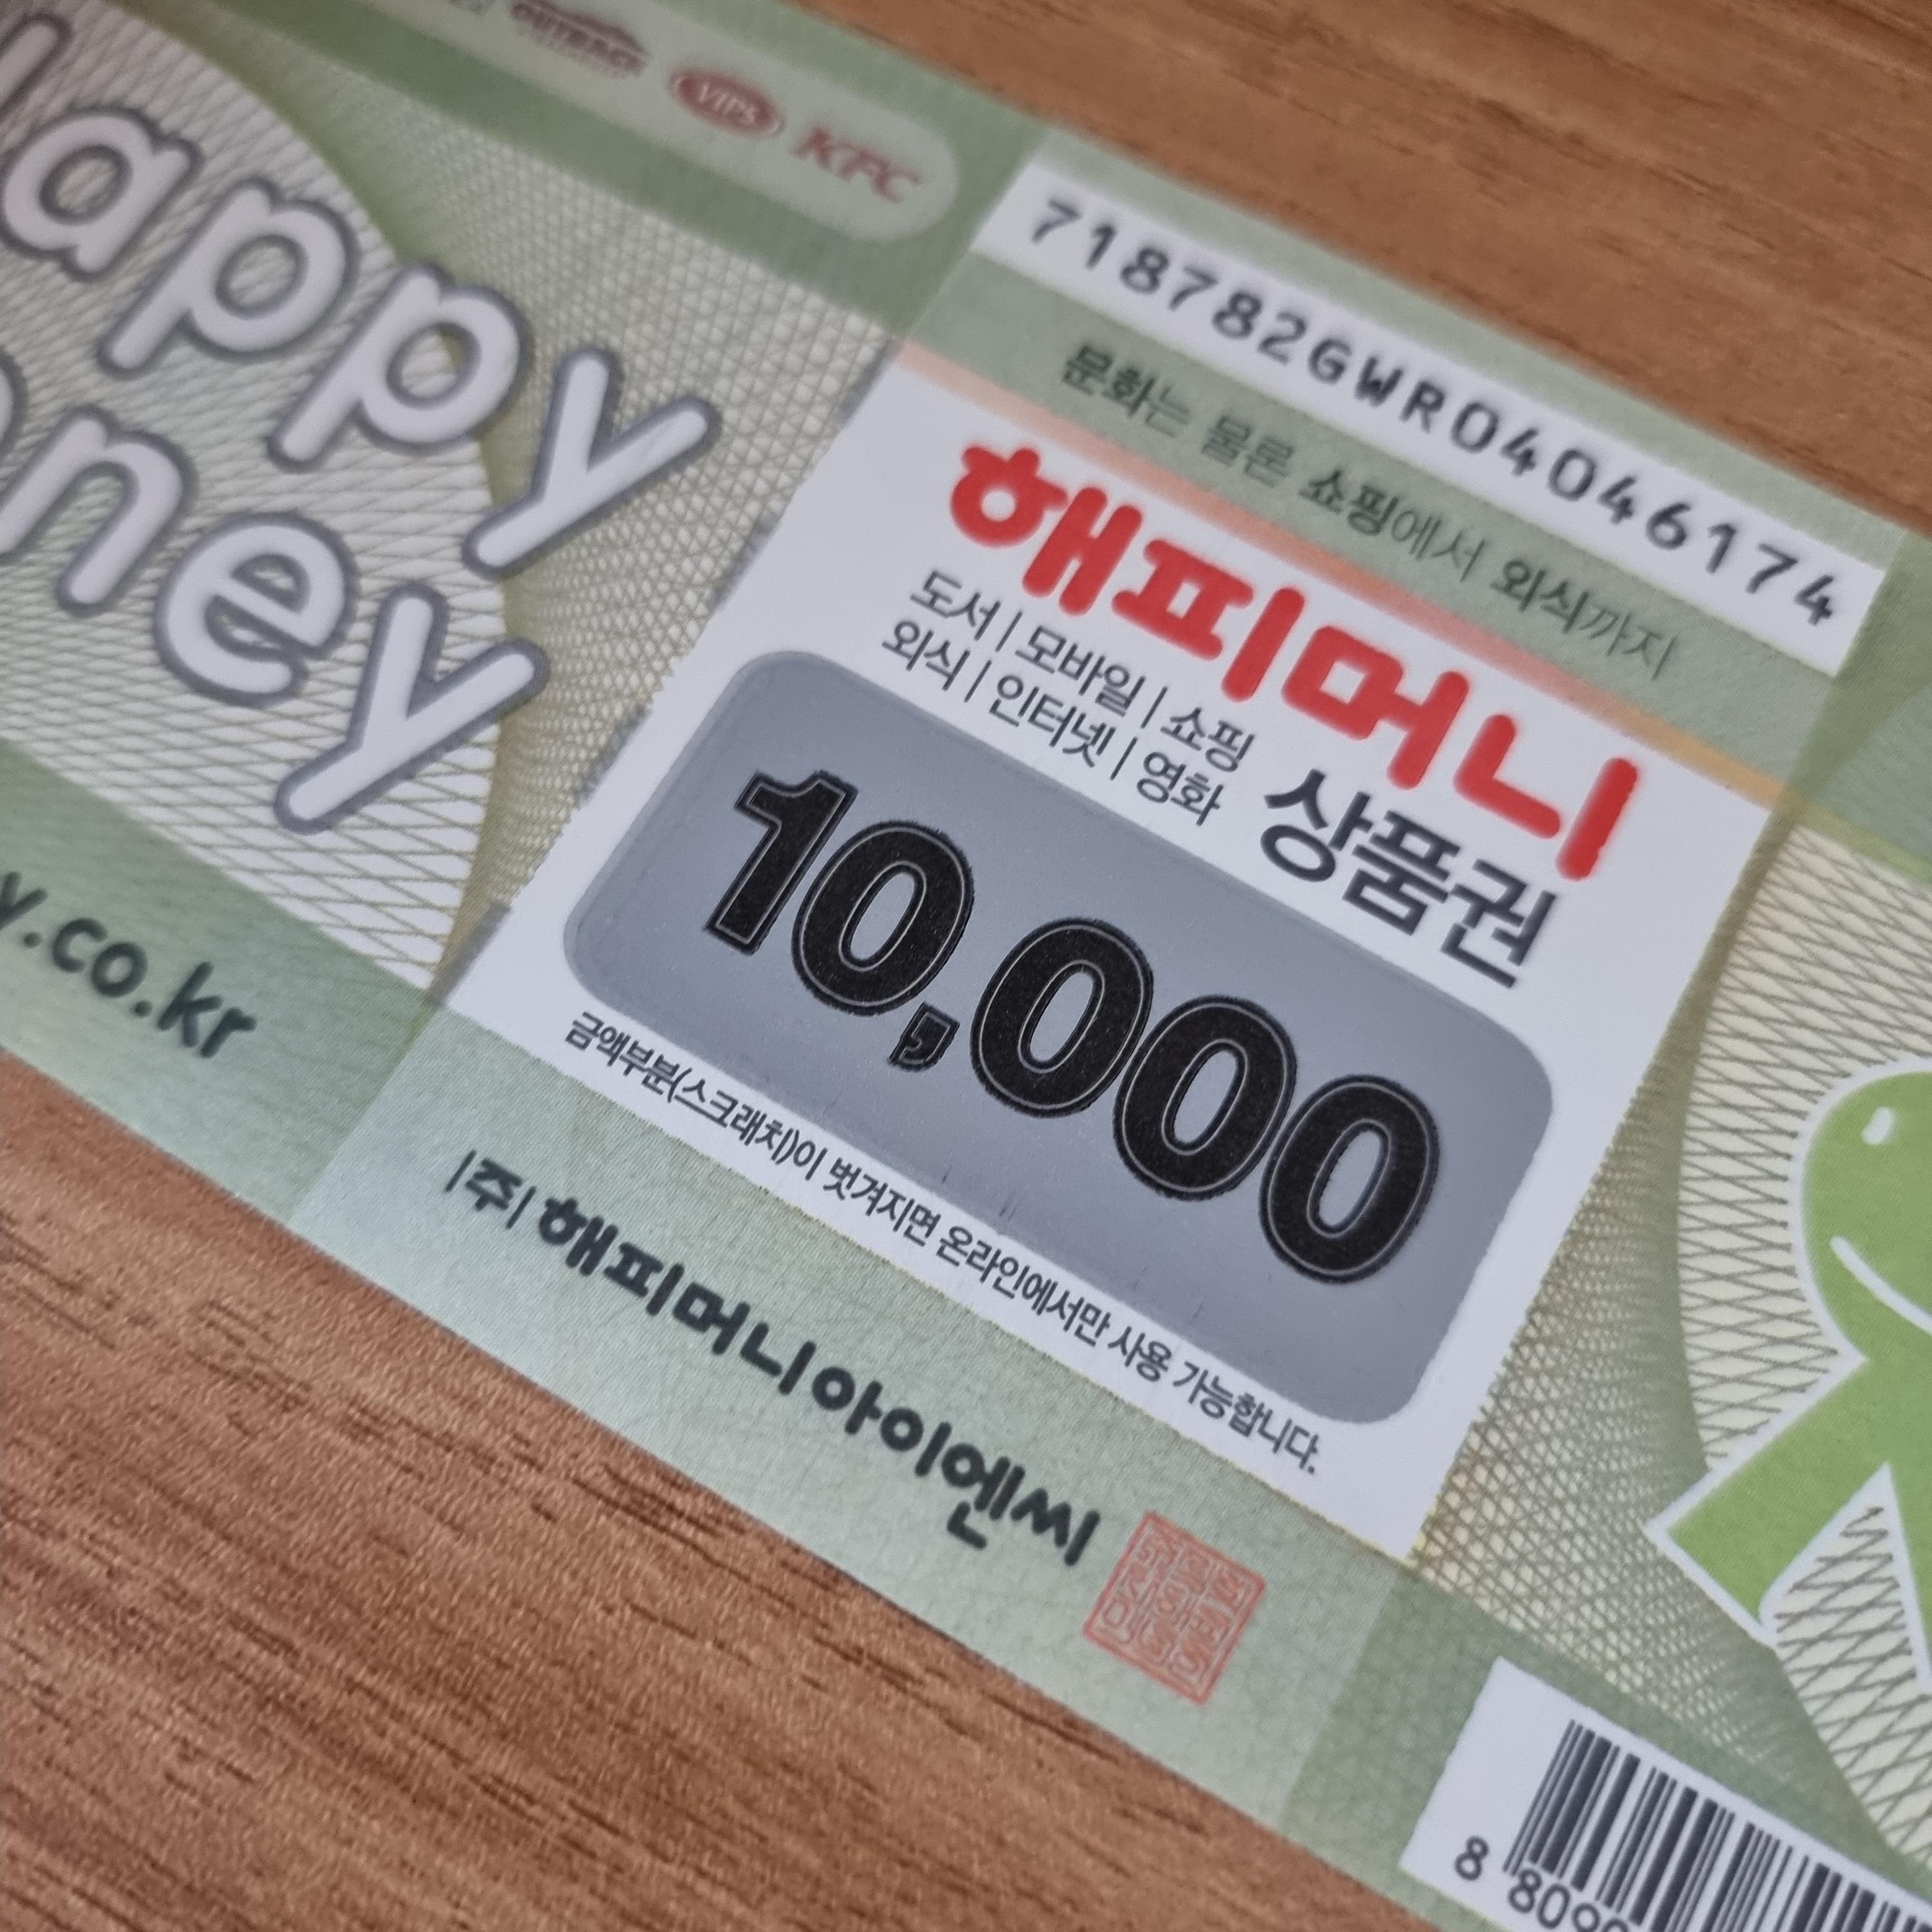 OUTBACK
VIPS
KFC
718782GWR04046174
문화는 물론 쇼핑에서 외식까지
appy
ney
해피머니
도서 | 모바일 | 쇼핑
외식 | 인터넷 | 영화
상품권
10,000
금액부분(스크래치)이 벗겨지면 온라인에서만 사용 가능합니다.
y.co.kr
|주| 해피머니아이엔씨
8 809